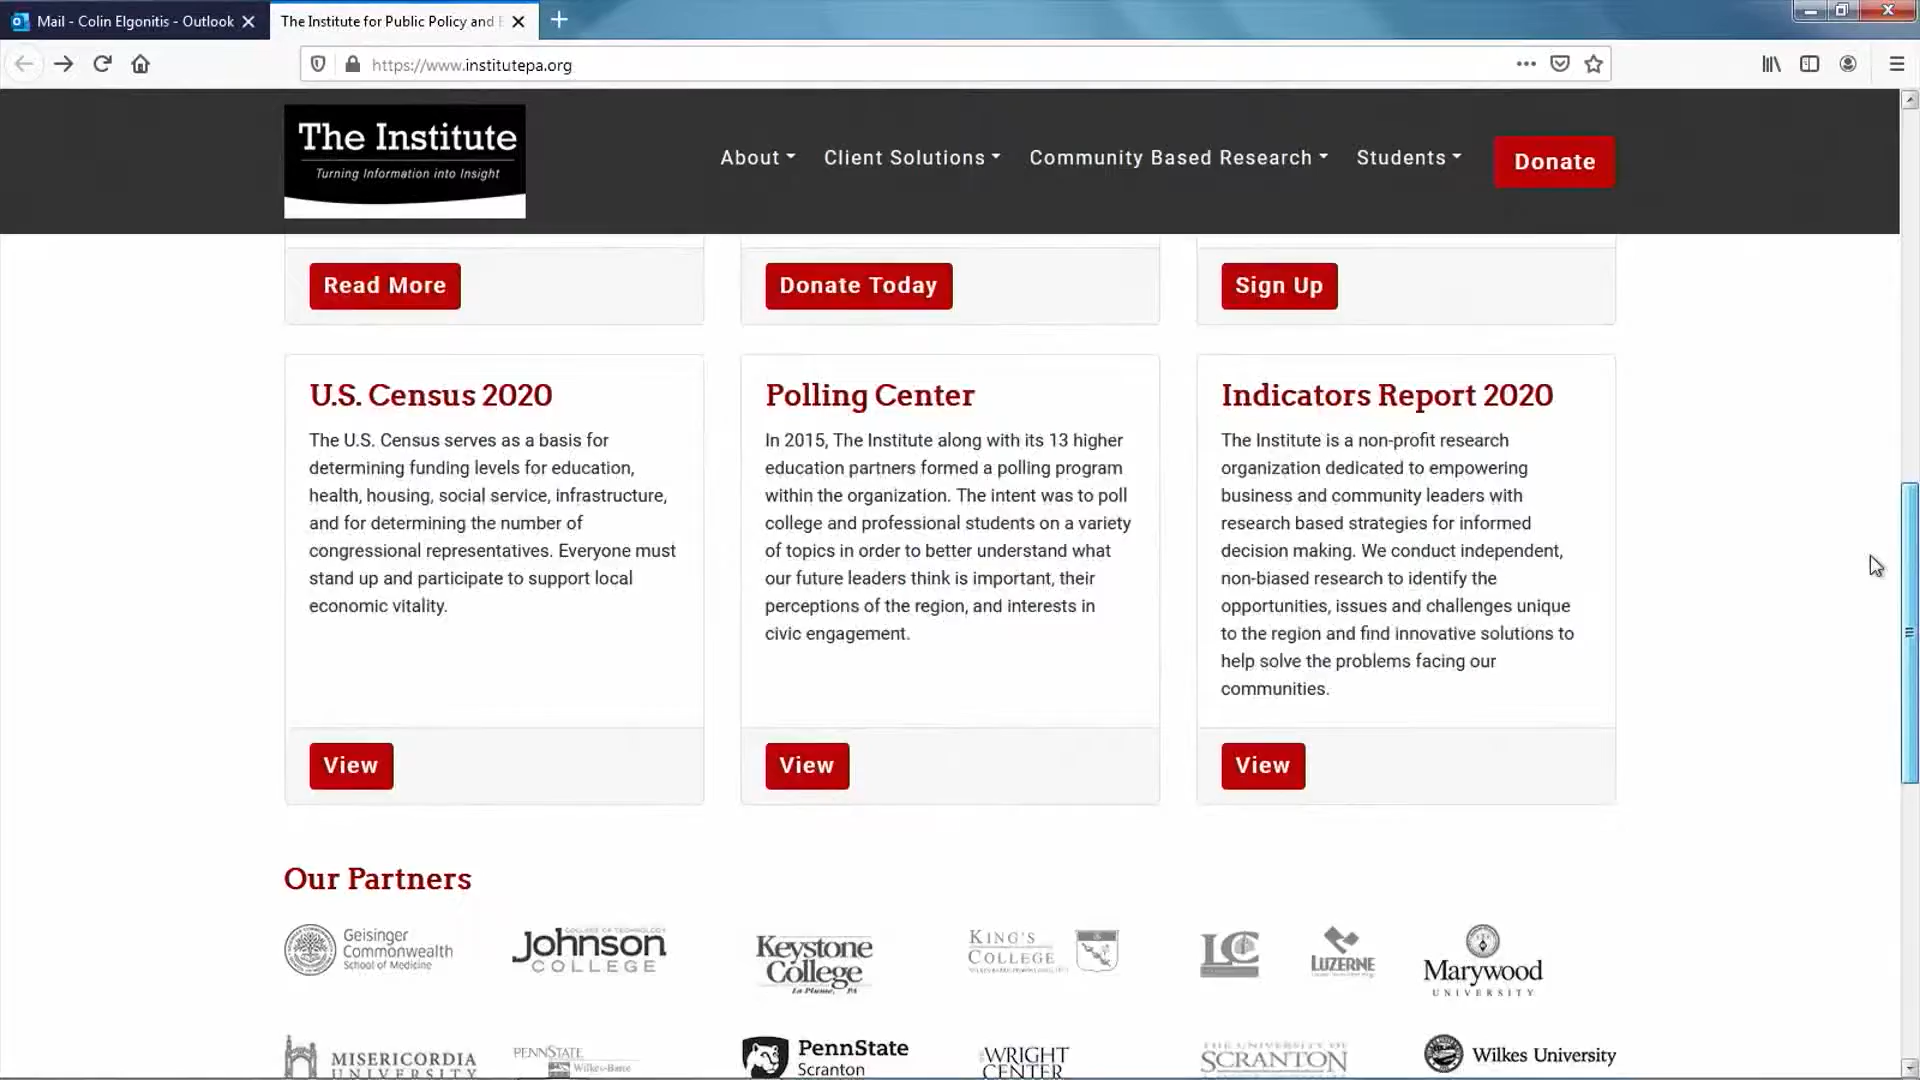 Mail - Colin Elgonitis - Outlook
The Institute for Public Policy and
https://www.institutepa.org
The Institute
Turning Information into Insight
About
Client Solutions
Community Based Research
Students
Donate
Read More
Donate Today
Sign Up
U.S. Census 2020
The U.S. Census serves as a basis for
determining funding levels for education,
health, housing, social service, infrastructure,
and for determining the number of
congressional representatives. Everyone must
stand up and participate to support local
economic vitality.
View
Polling Center
In 2015, The Institute along with its 13 higher
education partners formed a polling program
within the organization. The intent was to poll
college and professional students on a variety
of topics in order to better understand what
our future leaders think is important, their
perceptions of the region, and interests in
civic engagement.
View
Indicators Report 2020
The Institute is a non-profit research
organization dedicated to empowering
business and community leaders with
research based strategies for informed
decision making. We conduct independent,
non-biased research to identify the
opportunities, issues and challenges unique
to the region and find innovative solutions to
help solve the problems facing our
communities.
View
Our Partners
Geisinger
Commonwealth
School of Medicine
Johnson
COLLEGE
Keystone
College
La Plume, PA
KING'S
COLLEGE
LC
LUZERNE
Marywood
UNIVERSITY
MISERICORDIA
UNIVERSITY
PENNSTATE
Wilkes-Barre
PennState
Scranton
WRIGHT
CENTER
THE UNIVERSITY OF
SCRANTON
Wilkes University